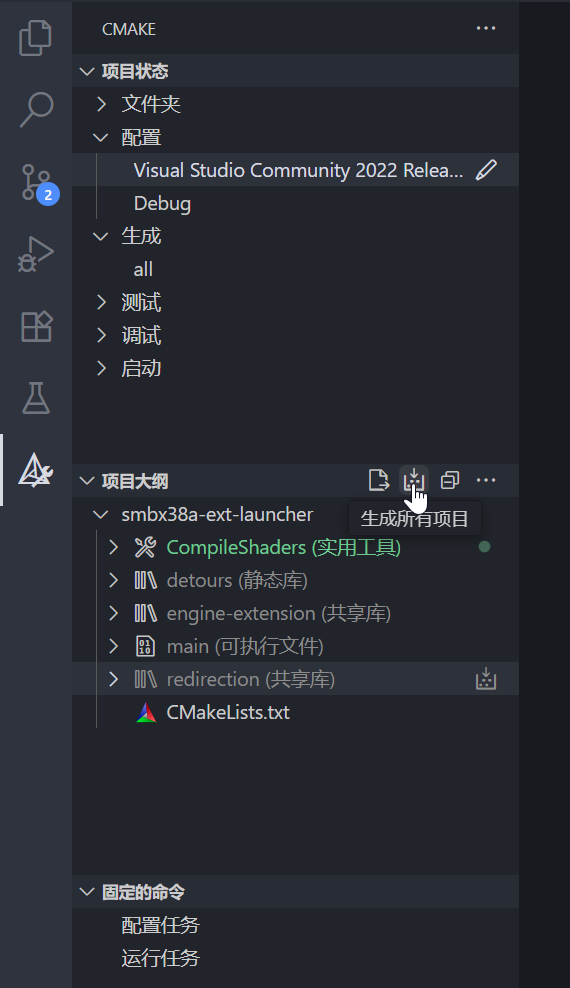 CMAKE
项目状态
文件夹
配置
Visual Studio Community 2022 Relea...
2
Debug
生成
all
测试
调试
启动
项目大纲
smbx38a-ext-launcher
生成所有项目
CompileShaders (实用工具)
detours (静态库)
engine-extension (共享库)
main (可执行文件)
redirection (共享库)
CMakeLists.txt
固定的命令
配置任务
运行任务